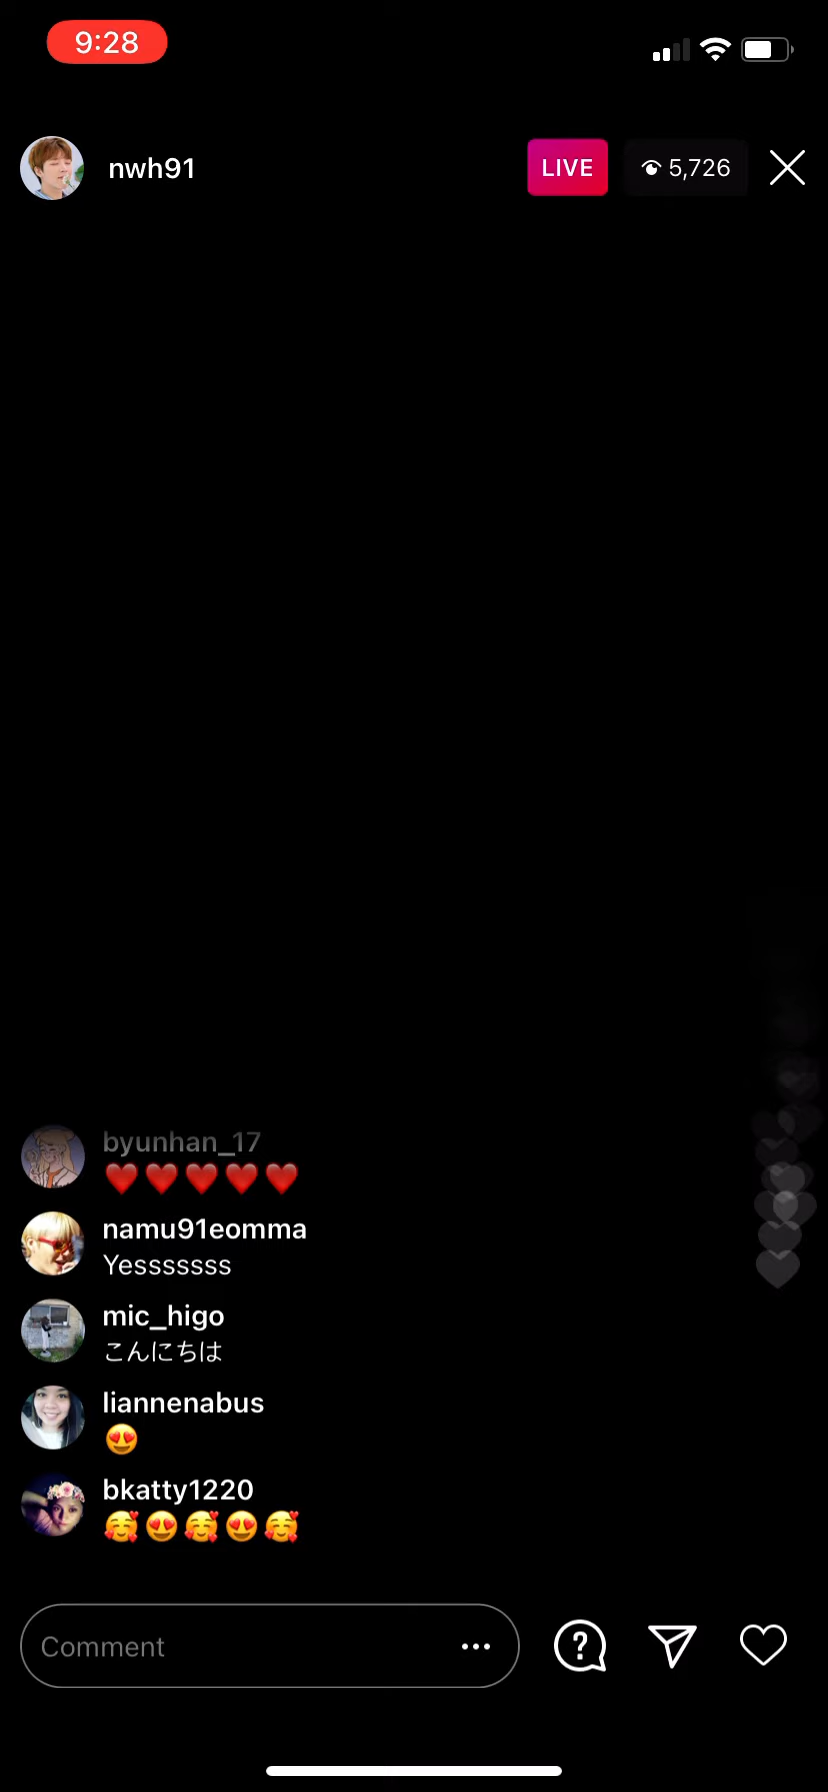 9:28
nwh91
LIVE
5,726
byunhan_17
❤️❤️❤️❤️❤️
namu91eomma
Yesssssss
mic_higo
こんにちは
liannenabus
😍
bkatty1220
🥰😍🥰😍🥰
Comment